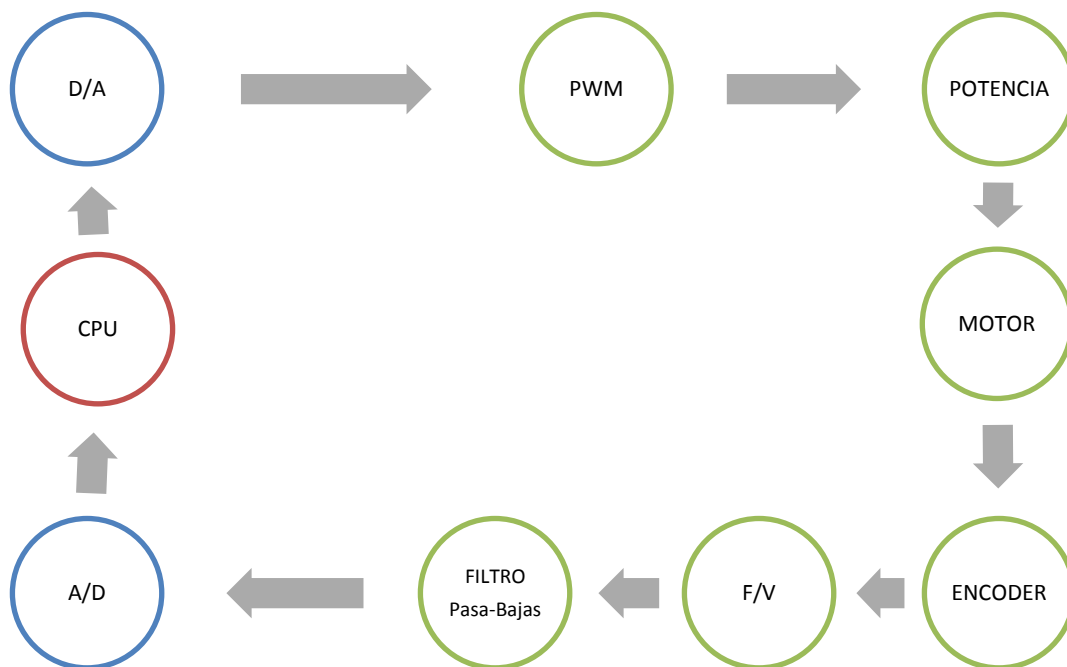 D/A
PWM
POTENCIA
CPU
MOTOR
A/D
FILTRO
Pasa-Bajas
F/V
ENCODER